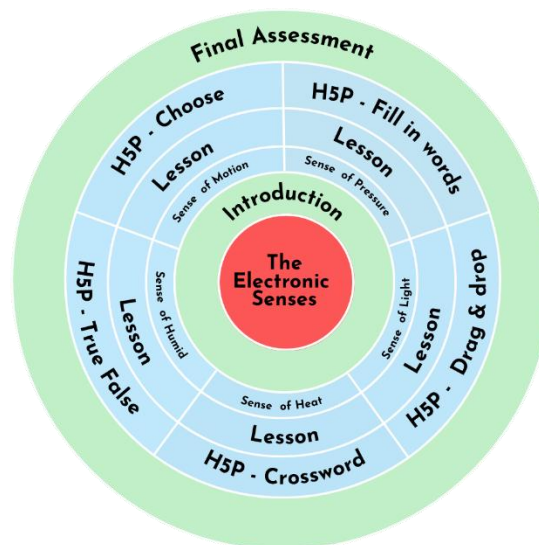 Final Assessment
H5P - Choose
H5P - Fill in words
Lesson
Lesson
Sense of Motion
Sense of Pressure
Introduction
The
Electronic
Senses
Sense of Humid
Lesson
H5P - True False
Sense of Light
Lesson
H5P - Drag & drop
Sense of Heat
Lesson
H5P - Crossword